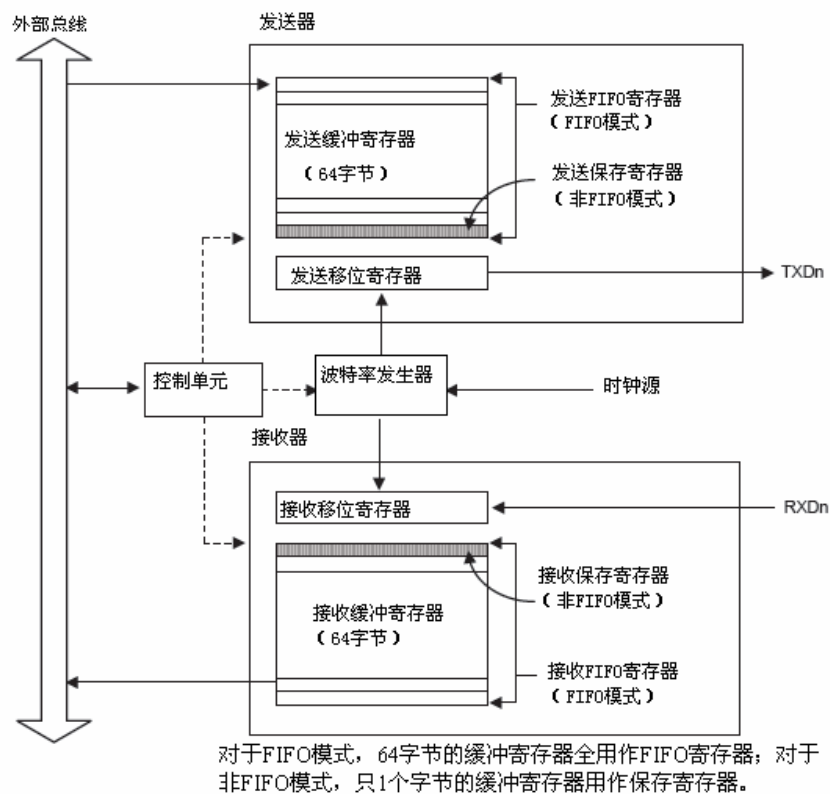 外部总线
发送器
发送FIFO寄存器
(FIFO模式)
发送缓冲寄存器
(64字节)
发送保存寄存器
(非FIFO模式)
发送移位寄存器
TXDn
控制单元
波特率发生器
时钟源
接收器
接收移位寄存器
RXDn
接收保存寄存器
(非FIFO模式)
接收缓冲寄存器
(64字节)
接收FIFO寄存器
(FIFO模式)
对于FIFO模式，64字节的缓冲寄存器全用作FIFO寄存器；对于
非FIFO模式，只1个字节的缓冲寄存器用作保存寄存器。